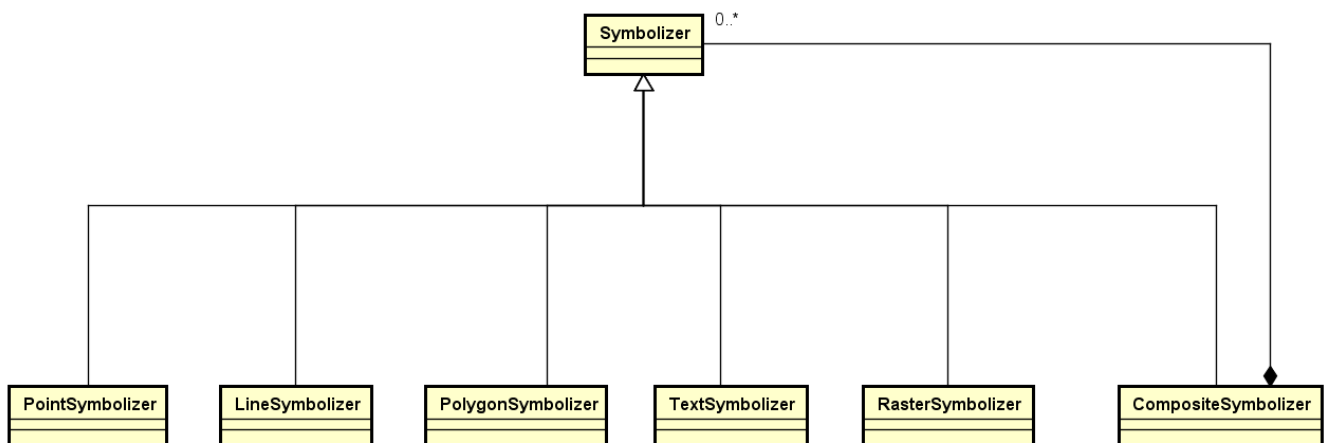 Symbolizer
0..*
PointSymbolizer
LineSymbolizer
PolygonSymbolizer
TextSymbolizer
RasterSymbolizer
CompositeSymbolizer